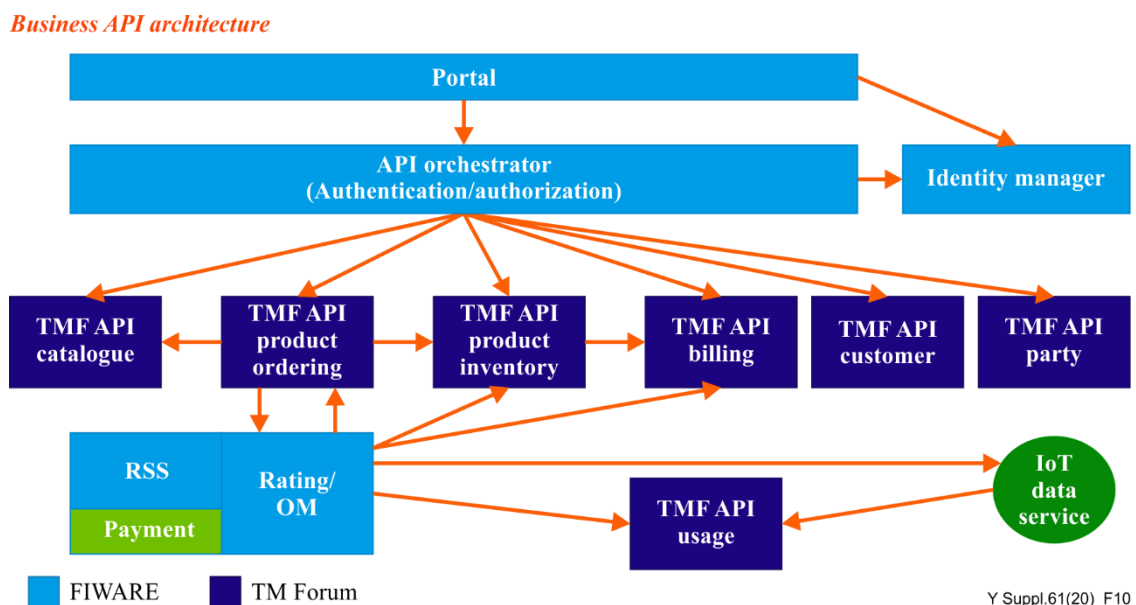 Business API architecture
Portal
API orchestrator
(Authentication/authorization)
Identity manager
TMF API
catalogue
TMF API
product
ordering
TMF API
product
inventory
TMF API
billing
TMF API
customer
TMF API
party
RSS
Payment
Rating/
OM
TMF API
usage
IoT
data
service
FIWARE
TM Forum
Y Suppl.61(20)_F10